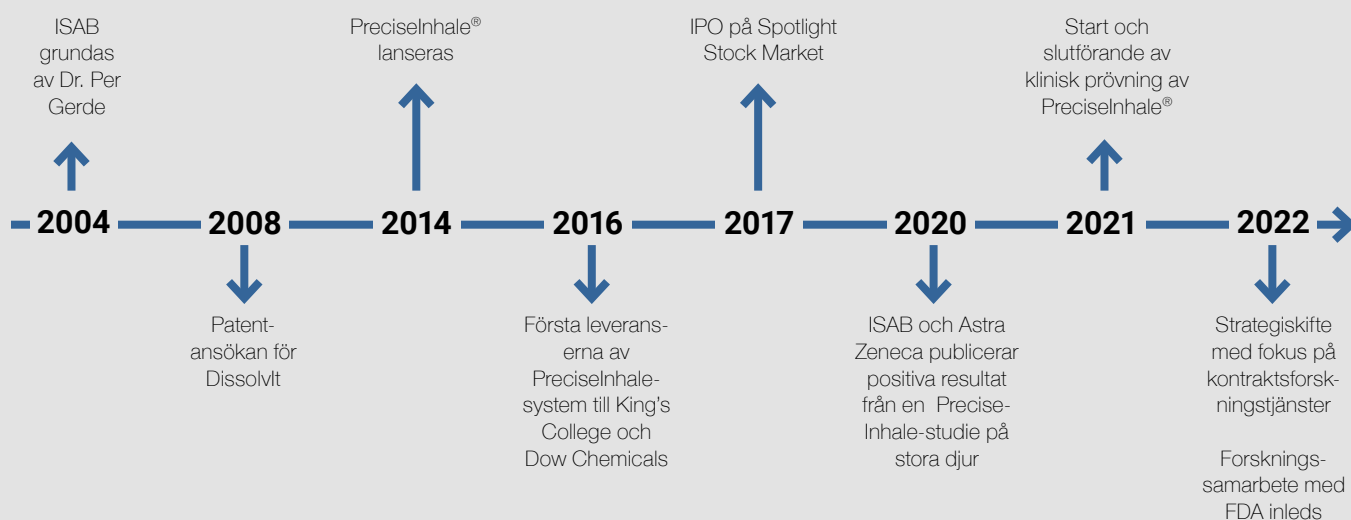 ISAB
grundas
av Dr. Per
Gerde
PreciseInhale®
lanseras
IPO på Spotlight
Stock Market
Start och
slutförande av
klinisk prövning av
PreciseInhale®
2004
2008
2014
2016
2017
2020
2021
2022
Patent-
ansökan för
DissolvIt
Första leverans-
erna av
PreciseInhale-
system till King's
College och
Dow Chemicals
ISAB och Astra
Zeneca publicerar
positiva resultat
från en Precise-
Inhale-studie på
stora djur
Strategiskifte
med fokus på
kontraktsforsk-
ningstjänster
Forsknings-
samarbete med
FDA inleds